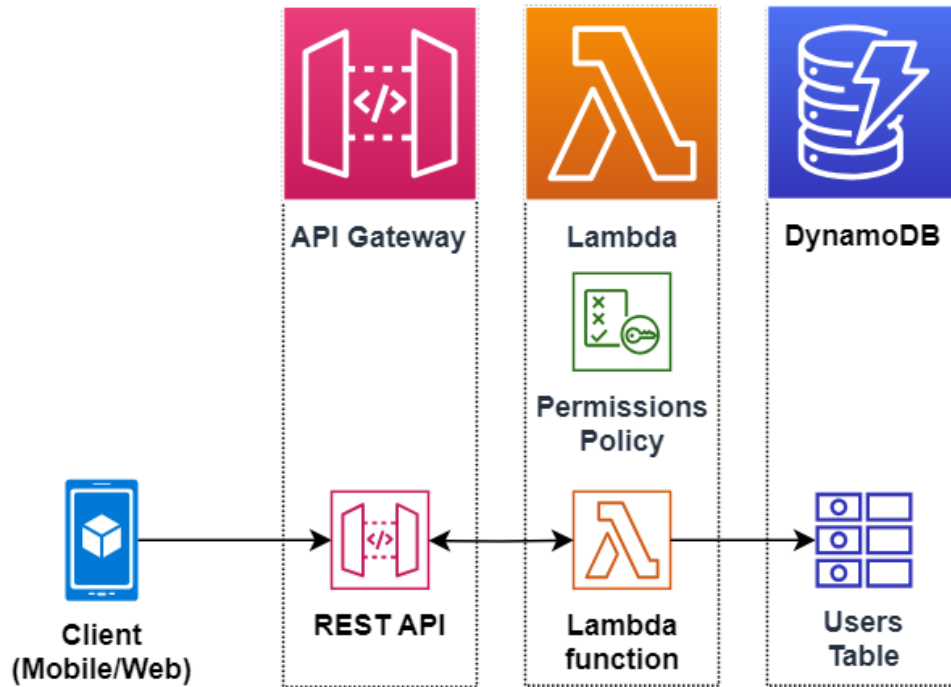 API Gateway
Lambda
DynamoDB
Permissions
Policy
Client
(Mobile/Web)
REST API
Lambda
function
Users
Table